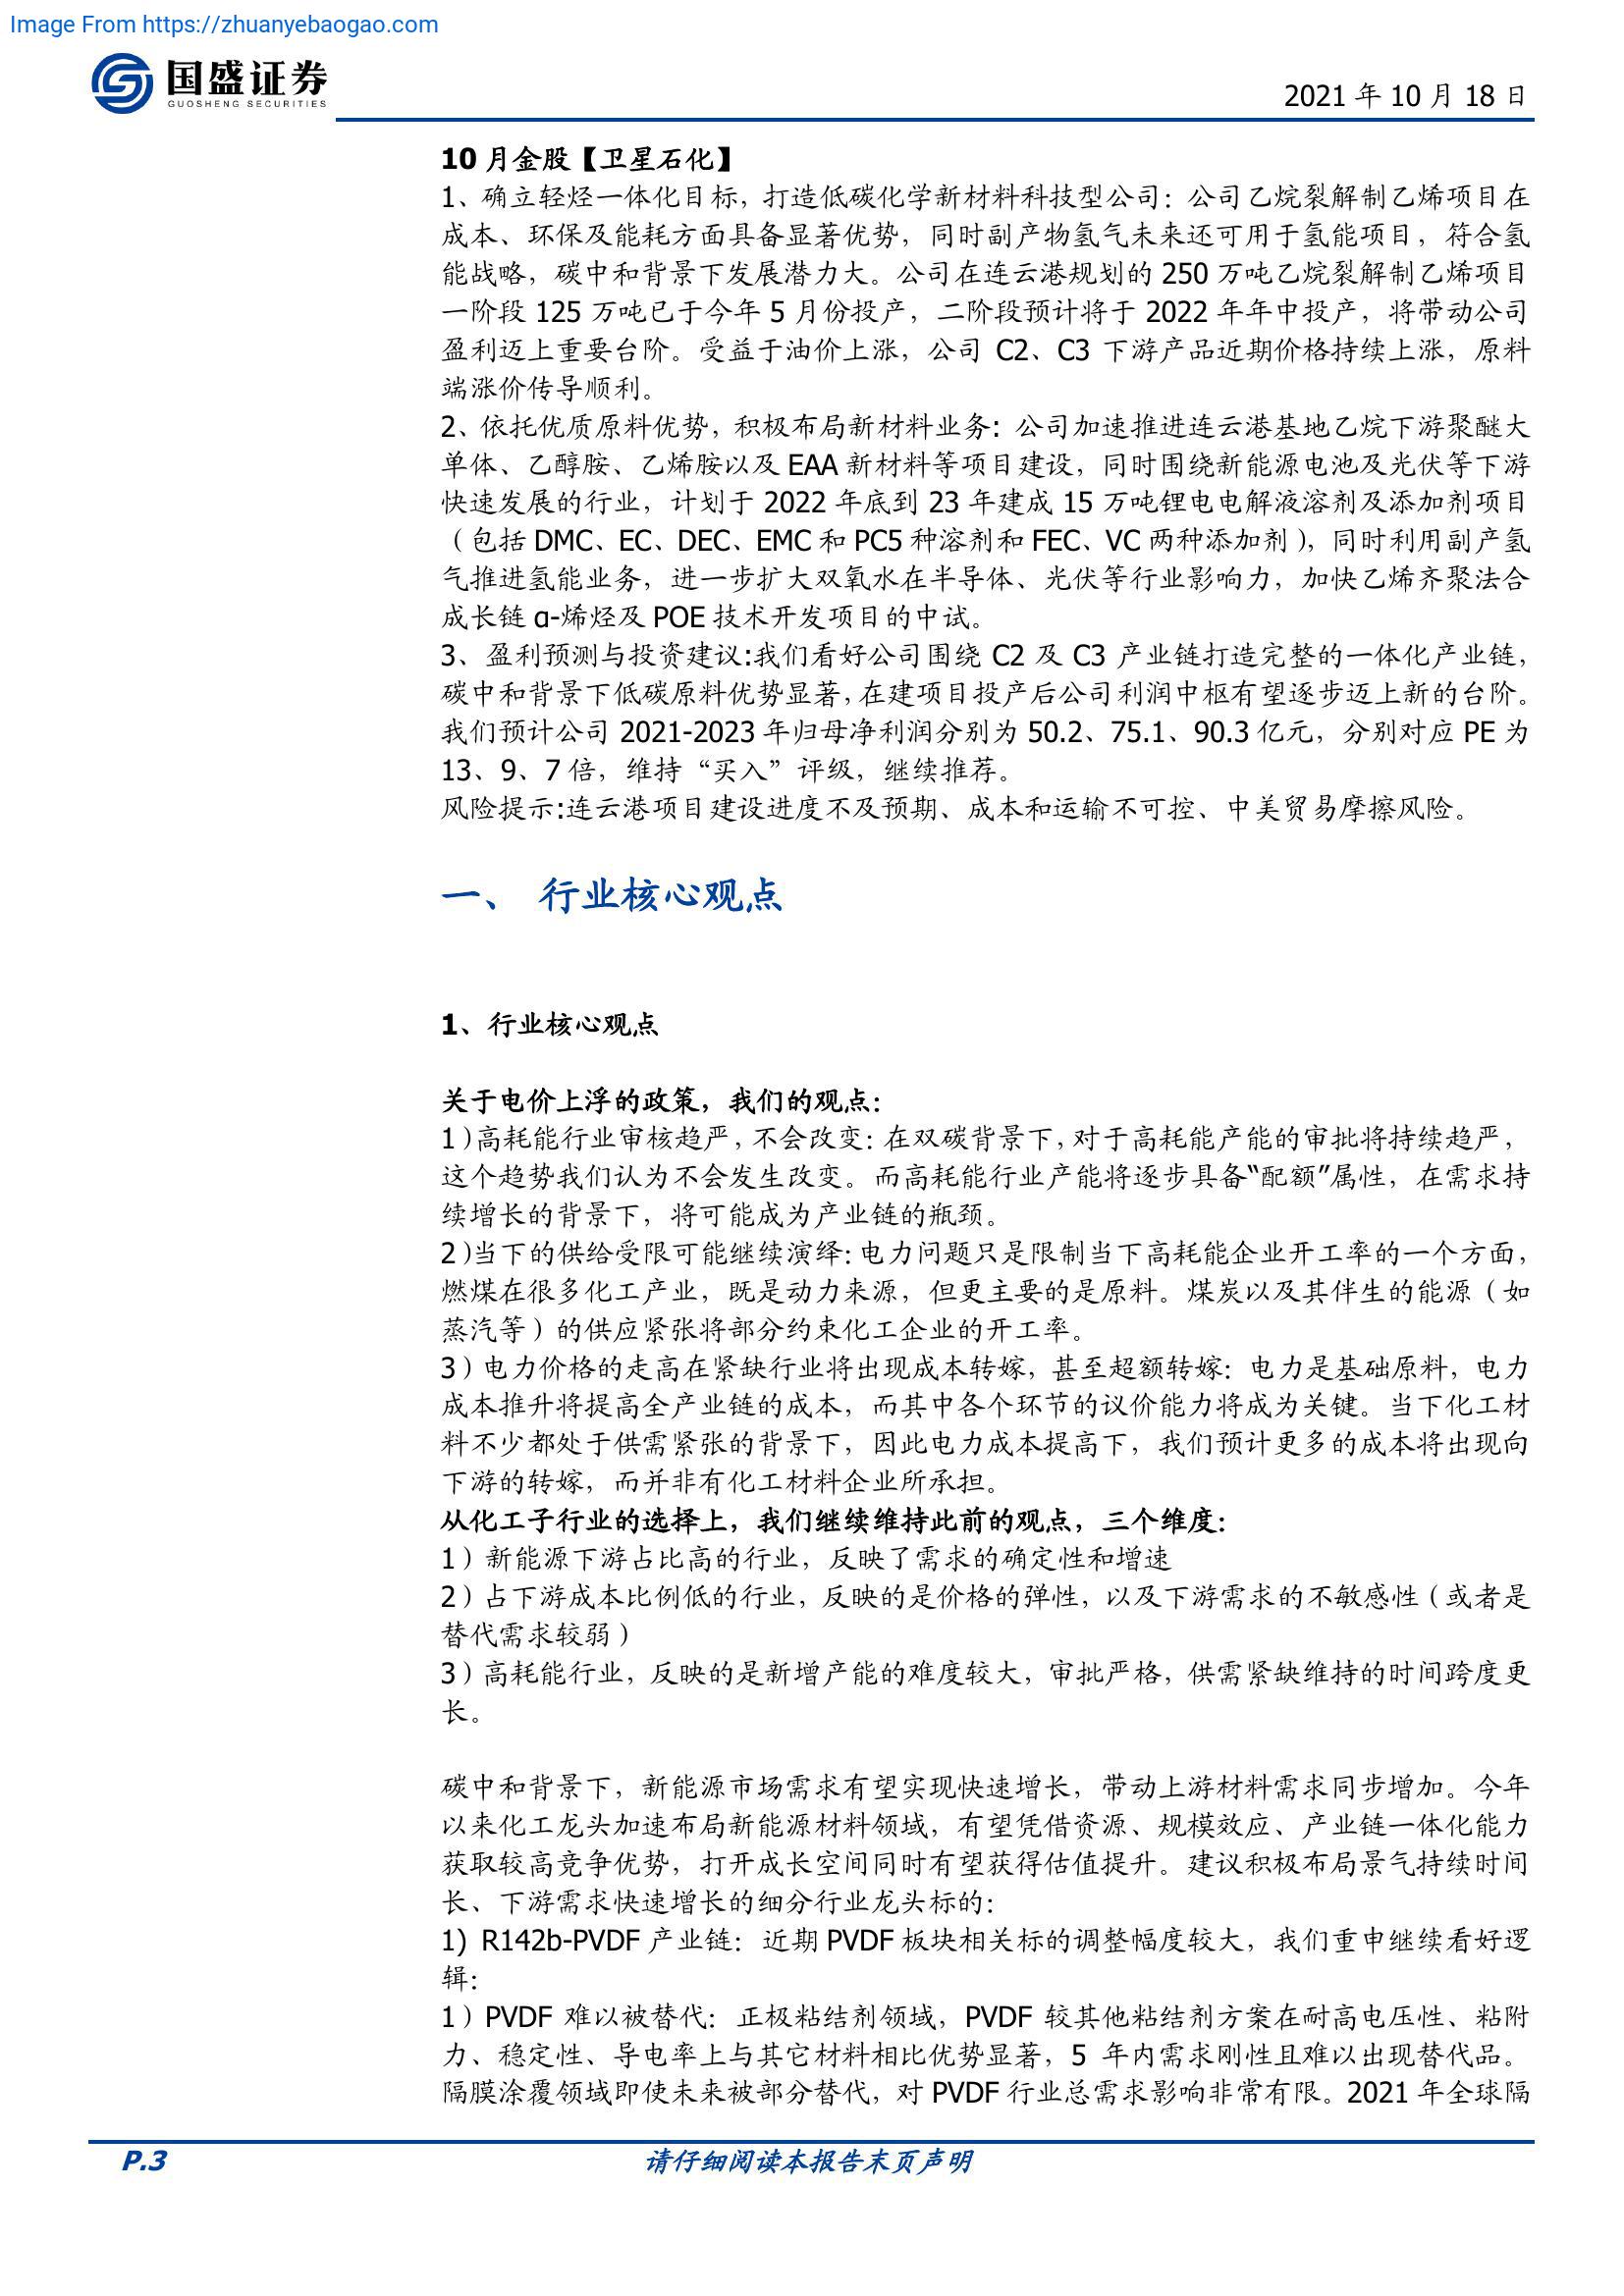 Image From https://zhuanyebaogao.com
国盛证券
GUOSHENG SECURITIES
2021 年 10 月 18 日
10 月金股【卫星石化】
1、确立轻烃一体化目标，打造低碳化学新材料科技型公司：公司乙烷裂解制乙烯项目在
成本、环保及能耗方面具备显著优势，同时副产物氢气未来还可用于氢能项目，符合氢
能战略，碳中和背景下发展潜力大。公司在连云港规划的 250 万吨乙烷裂解制乙烯项目
一阶段 125 万吨已于今年 5 月份投产，二阶段预计将于 2022 年年中投产，将带动公司
盈利迈上重要台阶。受益于油价上涨，公司 C2、C3 下游产品近期价格持续上涨，原料
端涨价传导顺利。
2、依托优质原料优势，积极布局新材料业务：公司加速推进连云港基地乙烷下游聚醚大
单体、乙醇胺、乙烯胺以及 EAA 新材料等项目建设，同时围绕新能源电池及光伏等下游
快速发展的行业，计划于 2022 年底到 23 年建成 15 万吨锂电电解液溶剂及添加剂项目
（包括 DMC、EC、DEC、EMC 和 PC5 种溶剂和 FEC、VC 两种添加剂），同时利用副产氢
气推进氢能业务，进一步扩大双氧水在半导体、光伏等行业影响力，加快乙烯齐聚法合
成长链 α-烯烃及 POE 技术开发项目的中试。
3、盈利预测与投资建议:我们看好公司围绕 C2 及 C3 产业链打造完整的一体化产业链，
碳中和背景下低碳原料优势显著，在建项目投产后公司利润中枢有望逐步迈上新的台阶。
我们预计公司 2021-2023 年归母净利润分别为 50.2、75.1、90.3 亿元，分别对应 PE 为
13、9、7 倍，维持“买入”评级，继续推荐。
风险提示:连云港项目建设进度不及预期、成本和运输不可控、中美贸易摩擦风险。
一、 行业核心观点
1、行业核心观点
关于电价上浮的政策，我们的观点：
1）高耗能行业审核趋严，不会改变：在双碳背景下，对于高耗能产能的审批将持续趋严，
这个趋势我们认为不会发生改变。而高耗能行业产能将逐步具备“配额”属性，在需求持
续增长的背景下，将可能成为产业链的瓶颈。
2）当下的供给受限可能继续演绎：电力问题只是限制当下高耗能企业开工率的一个方面，
燃煤在很多化工产业，既是动力来源，但更主要的是原料。煤炭以及其伴生的能源（如
蒸汽等）的供应紧张将部分约束化工企业的开工率。
3）电力价格的走高在紧缺行业将出现成本转嫁，甚至超额转嫁：电力是基础原料，电力
成本推升将提高全产业链的成本，而其中各个环节的议价能力将成为关键。当下化工材
料不少都处于供需紧张的背景下，因此电力成本提高下，我们预计更多的成本将出现向
下游的转嫁，而并非有化工材料企业所承担。
从化工子行业的选择上，我们继续维持此前的观点，三个维度：
1）新能源下游占比高的行业，反映了需求的确定性和增速
2）占下游成本比例低的行业，反映的是价格的弹性，以及下游需求的不敏感性（或者是
替代需求较弱）
3）高耗能行业，反映的是新增产能的难度较大，审批严格，供需紧缺维持的时间跨度更
长。
碳中和背景下，新能源市场需求有望实现快速增长，带动上游材料需求同步增加。今年
以来化工龙头加速布局新能源材料领域，有望凭借资源、规模效应、产业链一体化能力
获取较高竞争优势，打开成长空间同时有望获得估值提升。建议积极布局景气持续时间
长、下游需求快速增长的细分行业龙头标的：
1）R142b-PVDF 产业链：近期 PVDF 板块相关标的调整幅度较大，我们重申继续看好逻
辑：
1）PVDF 难以被替代：正极粘结剂领域，PVDF 较其他粘结剂方案在耐高电压性、粘附
力、稳定性、导电率上与其它材料相比优势显著，5 年内需求刚性且难以出现替代品。
隔膜涂覆领域即使未来被部分替代，对 PVDF 行业总需求影响非常有限。2021 年全球隔
P.3
请仔细阅读本报告末页声明